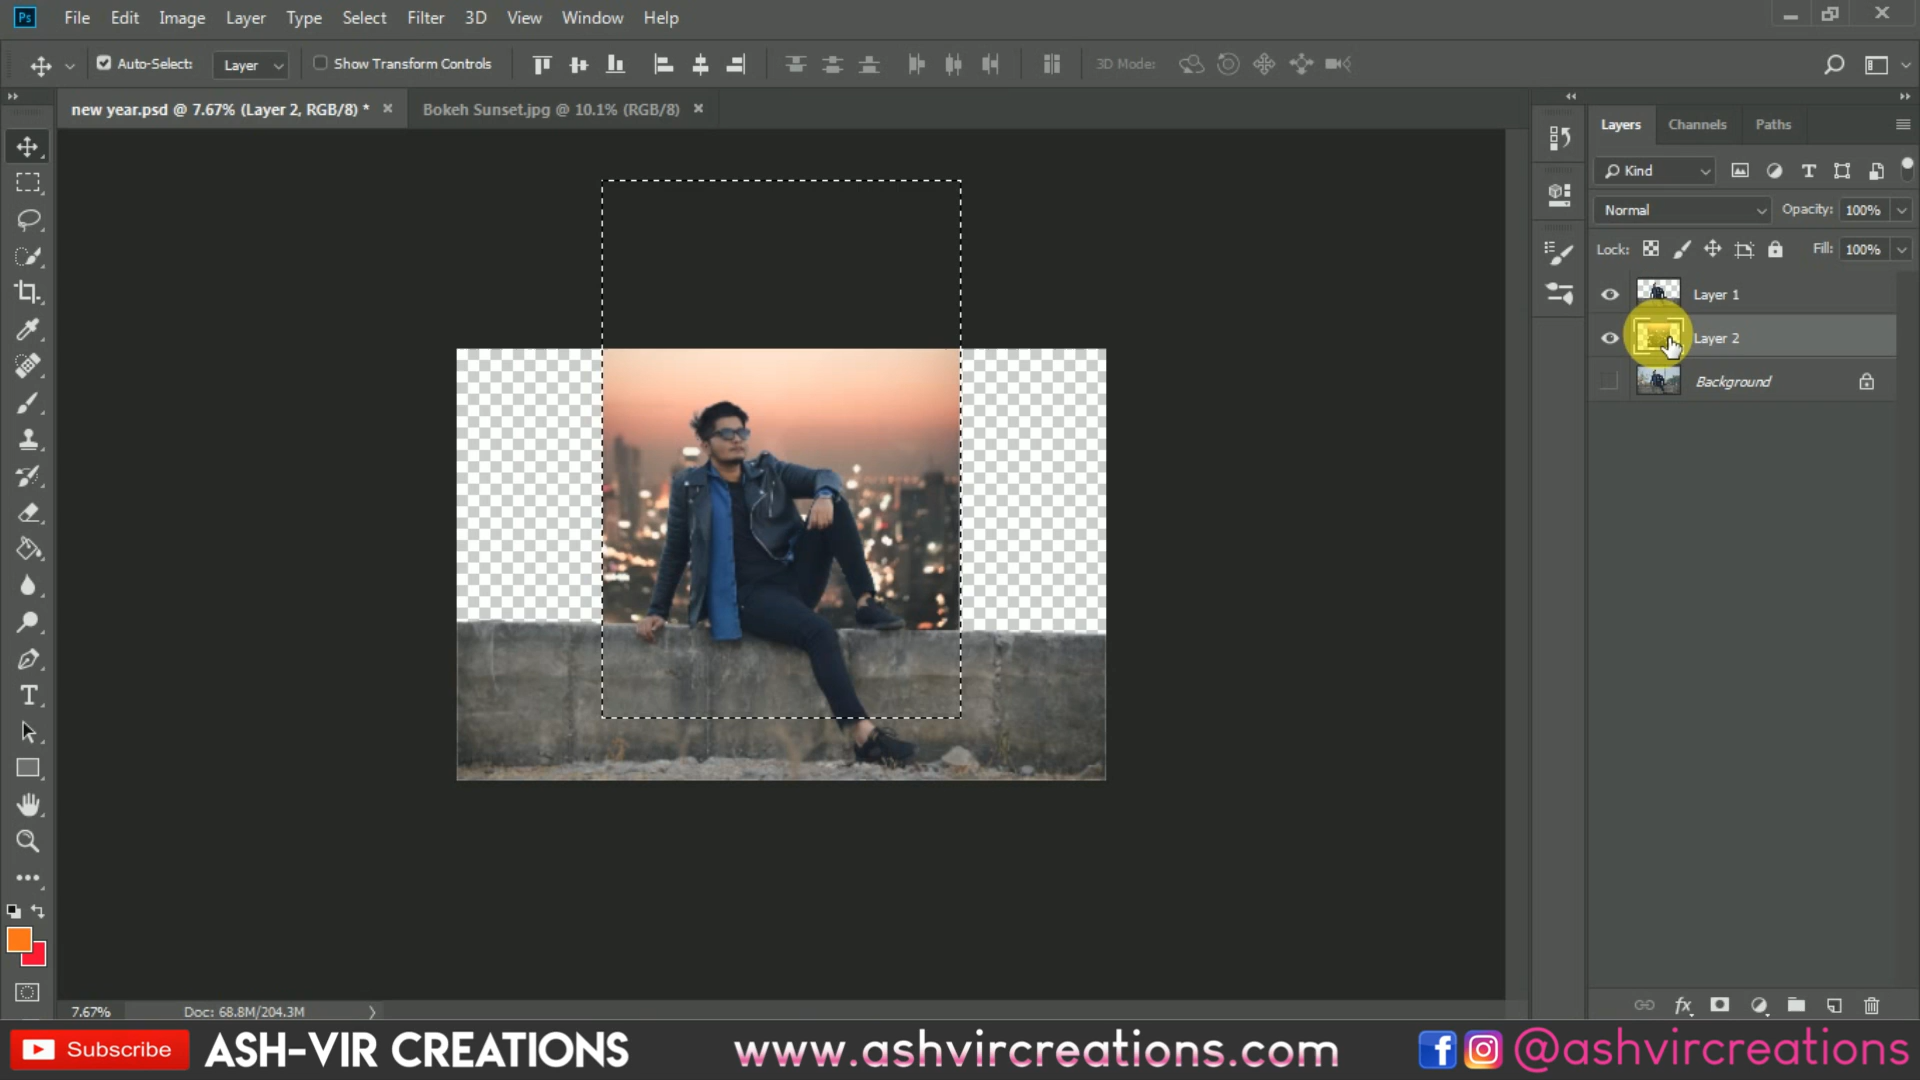 Ps File Edit Image Layer Type Select Filter 3D View Window Help
Auto-Select: Layer Show Transform Controls 3D Mode:
new year.psd @ 7.67% (Layer 2, RGB/8) * Bokeh Sunset.jpg @ 10.1% (RGB/8)
Layers Channels Paths
Kind
Normal Opacity: 100%
Lock: Fill: 100%
Layer 1
Layer 2
Background
7.67% Doc: 68.8M/204.3M
Subscribe ASH-VIR CREATIONS www.ashvircreations.com @ashvircreations